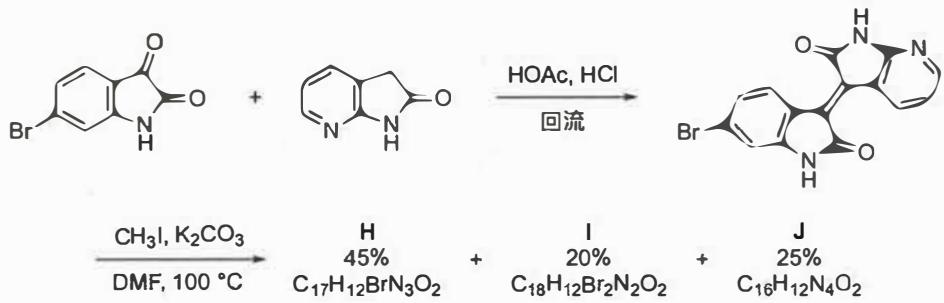 O
O
Br
N
H
+
N
N
H
O
HOAc, HCl
回流
O
H
N
N
Br
N
H
O
CH₃I, K₂CO₃
DMF, 100 °C
H
45%
C₁₇H₁₂BrN₃O₂
+
I
20%
C₁₈H₁₂Br₂N₂O₂
+
J
25%
C₁₆H₁₂N₄O₂